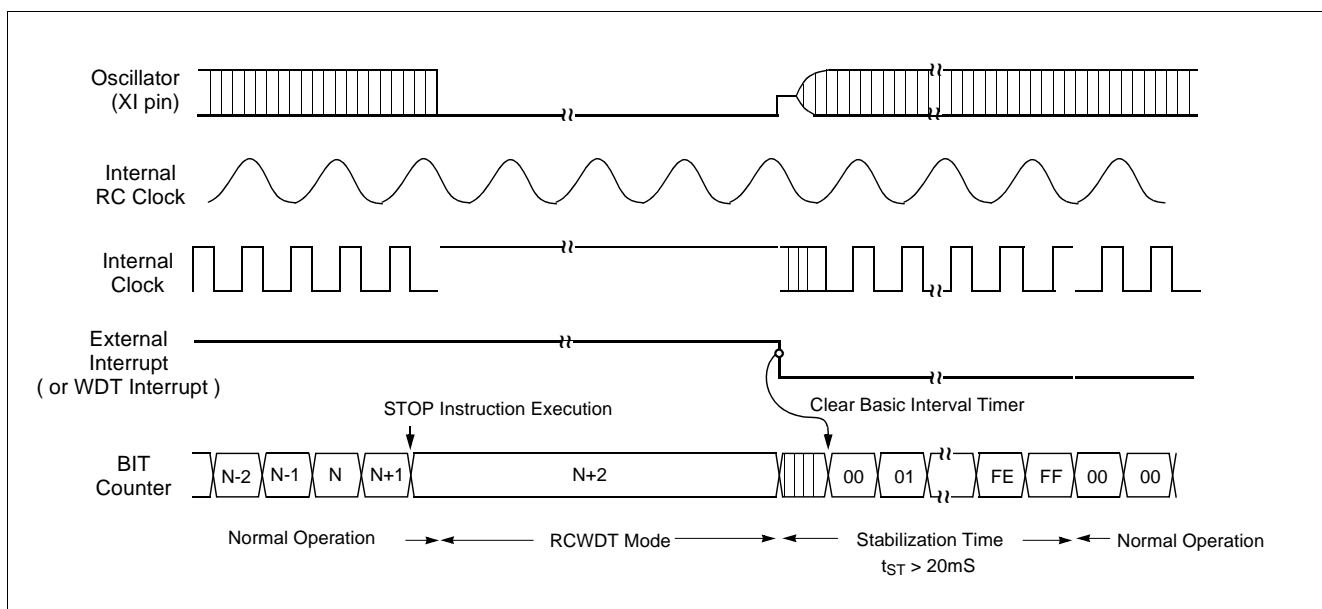 Oscillator
(XI pin)
Internal
RC Clock
Internal
Clock
External
Interrupt
( or WDT Interrupt )
STOP Instruction Execution
Clear Basic Interval Timer
BIT
Counter
N-2 N-1 N N+1 N+2 00 01 FE FF 00 00
Normal Operation RCWDT Mode Stabilization Time Normal Operation
tST > 20mS